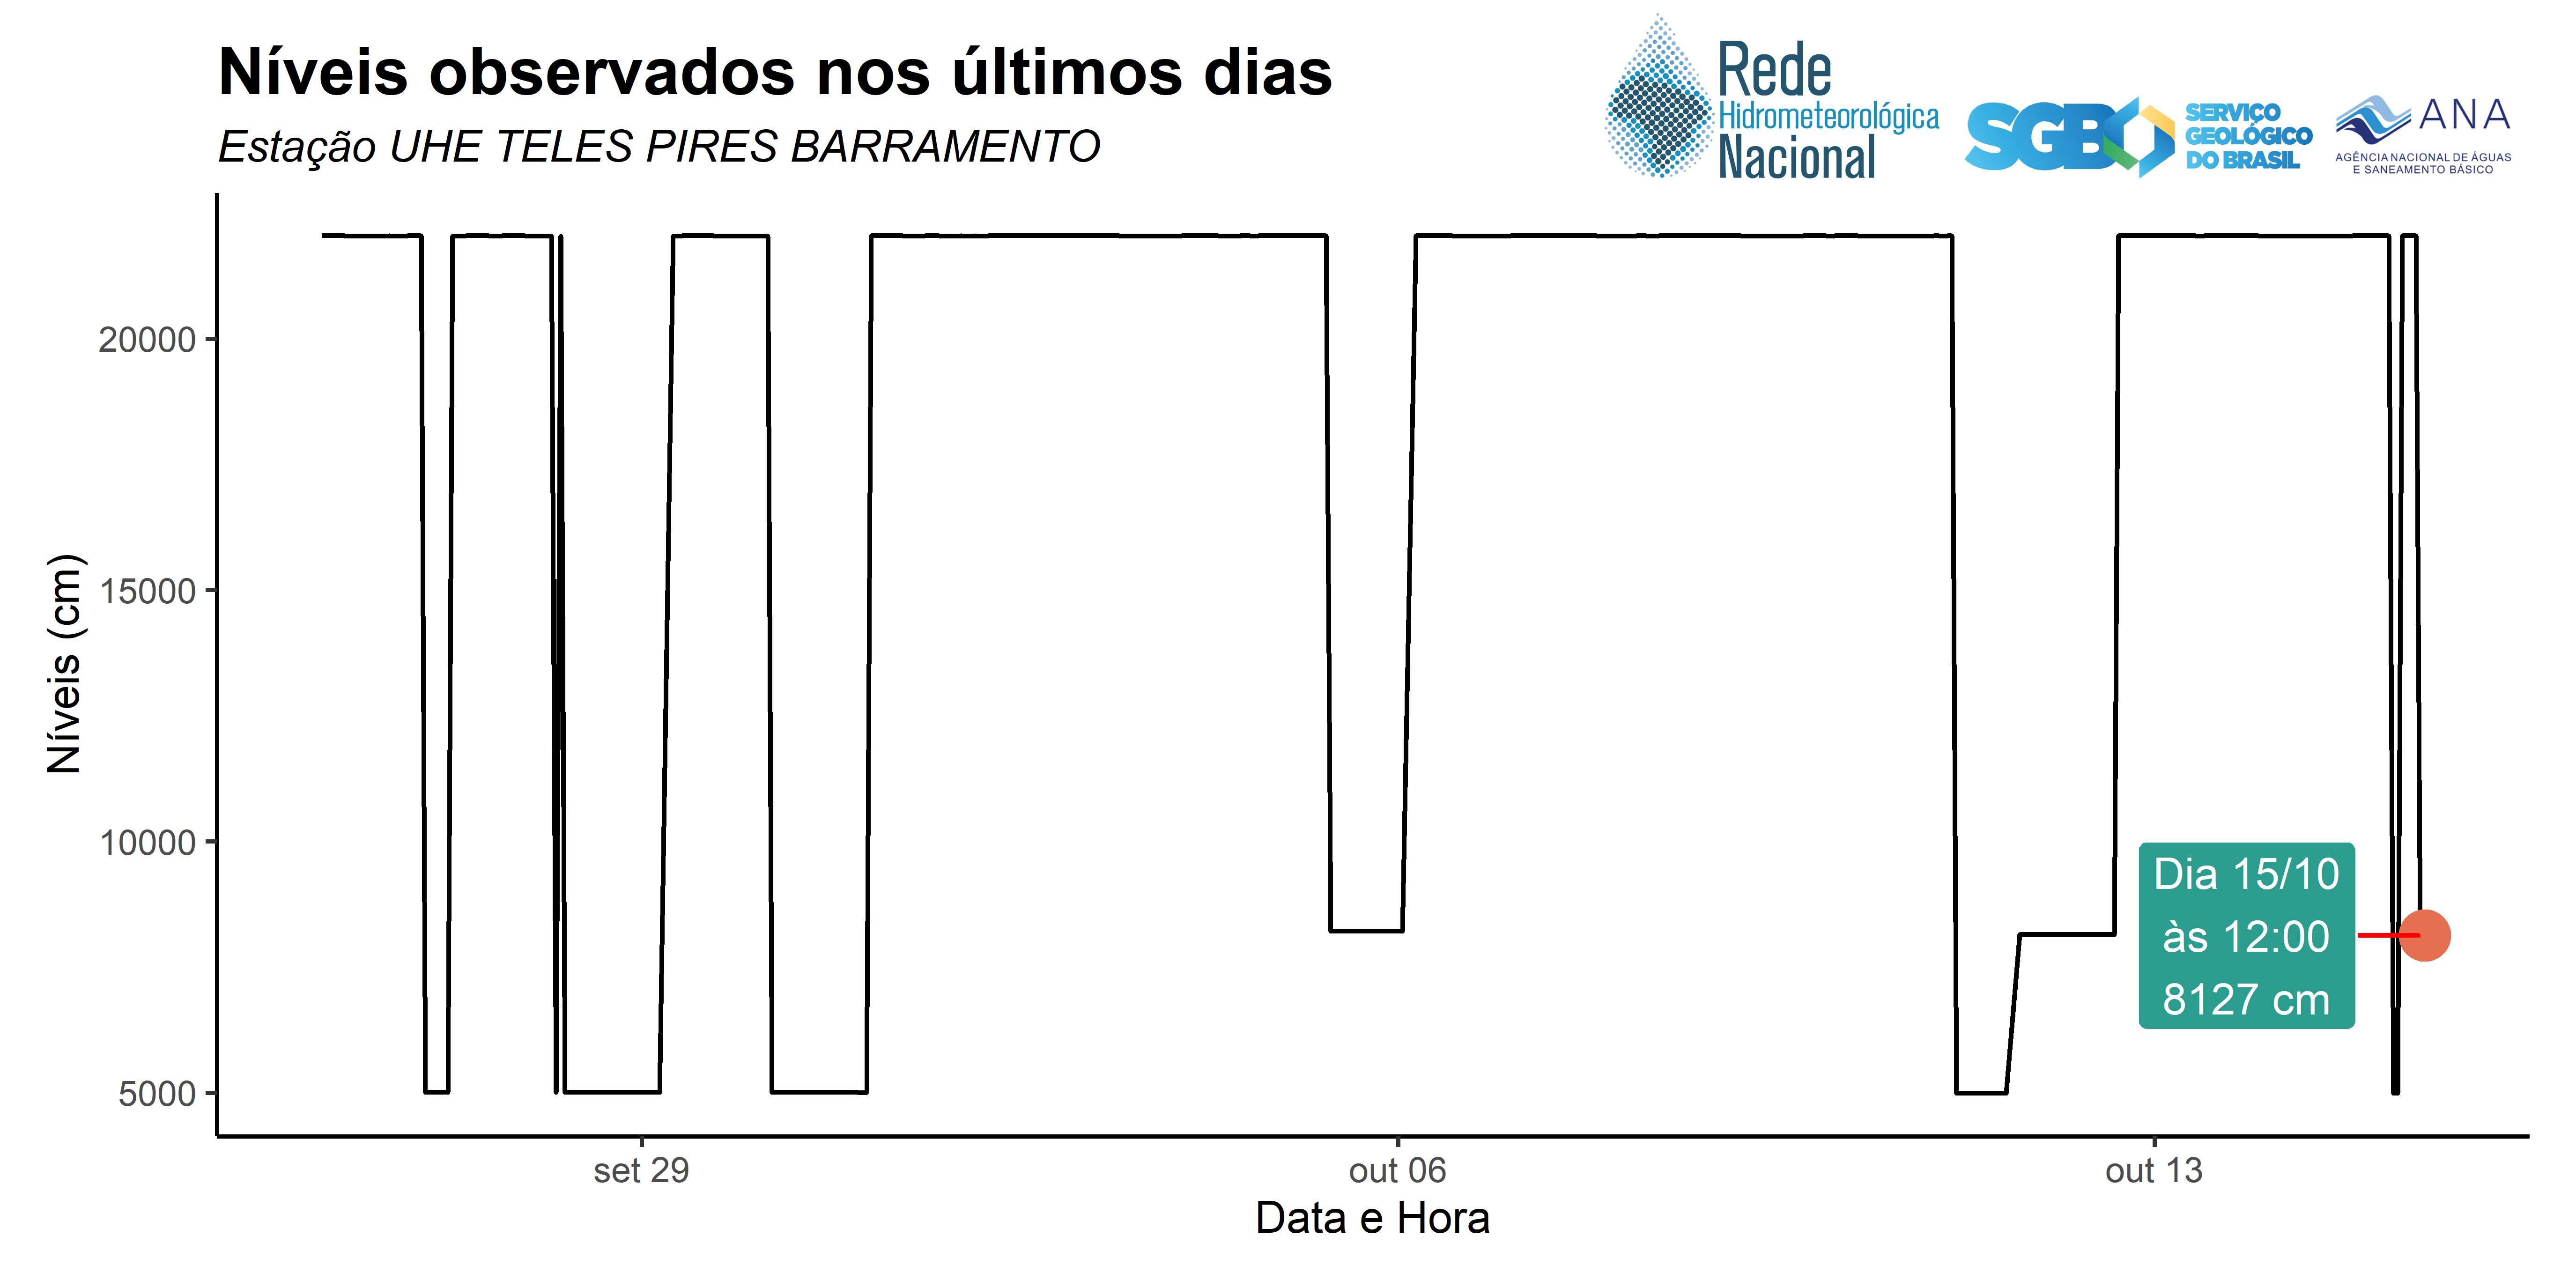 Níveis observados nos últimos dias
Estação UHE TELES PIRES BARRAMENTO
Rede
Hidrometeorológica
Nacional
SGB
SERVIÇO
GEOLÓGICO
DO BRASIL
ANA
AGÊNCIA NACIONAL DE ÁGUAS
E SANEAMENTO BÁSICO
Níveis (cm)
20000
15000
10000
5000
Dia 15/10
às 12:00
8127 cm
set 29
out 06
out 13
Data e Hora